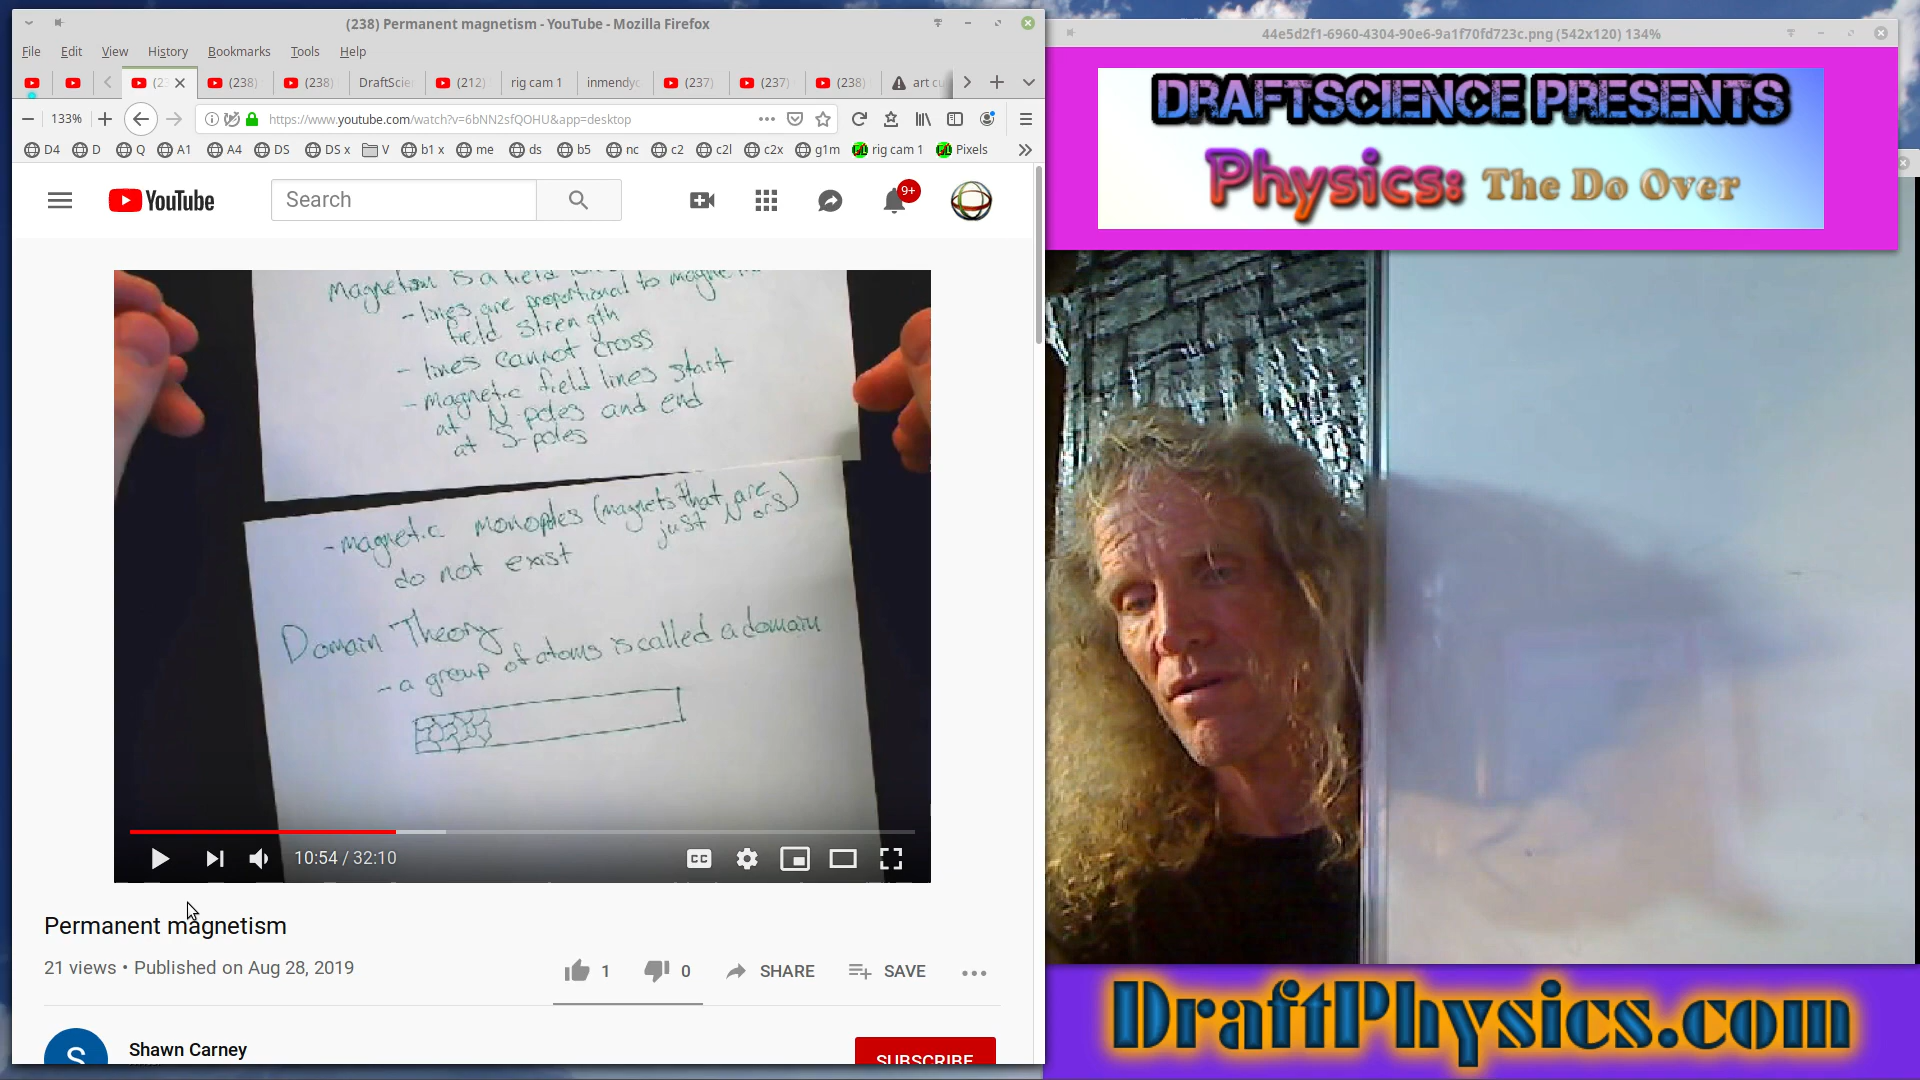 (238) Permanent magnetism - YouTube - Mozilla Firefox
File Edit View History Bookmarks Tools Help
(238) (238) DraftScie (212) rig cam 1 inmendyc (237) (237) (238) art cu
133% https://www.youtube.com/watch?v=6bNN2sfQOHU&app=desktop
D4 D Q A1 A4 DS DS x V b1 x me ds b5 nc c2 c2l c2x g1m rig cam 1 Pixels
YouTube Search 9+
magnetism is a field
- lines are proportional to
field strength
- lines cannot cross
- magnetic field lines start
at N-poles and end
at S-poles
- magnetic monopoles (magnets that are
just N or S)
do not exist
Domain Theory
- a group of atoms is called a domain
10:54 / 32:10
CC
Permanent magnetism
21 views • Published on Aug 28, 2019
1 0 SHARE SAVE
S
Shawn Carney
SUBSCRIBE
44e5d2f1-6960-4304-90e6-9a1f70fd723c.png (542x120) 134%
DRAFTSCIENCE PRESENTS
Physics: The Do Over
DraftPhysics.com